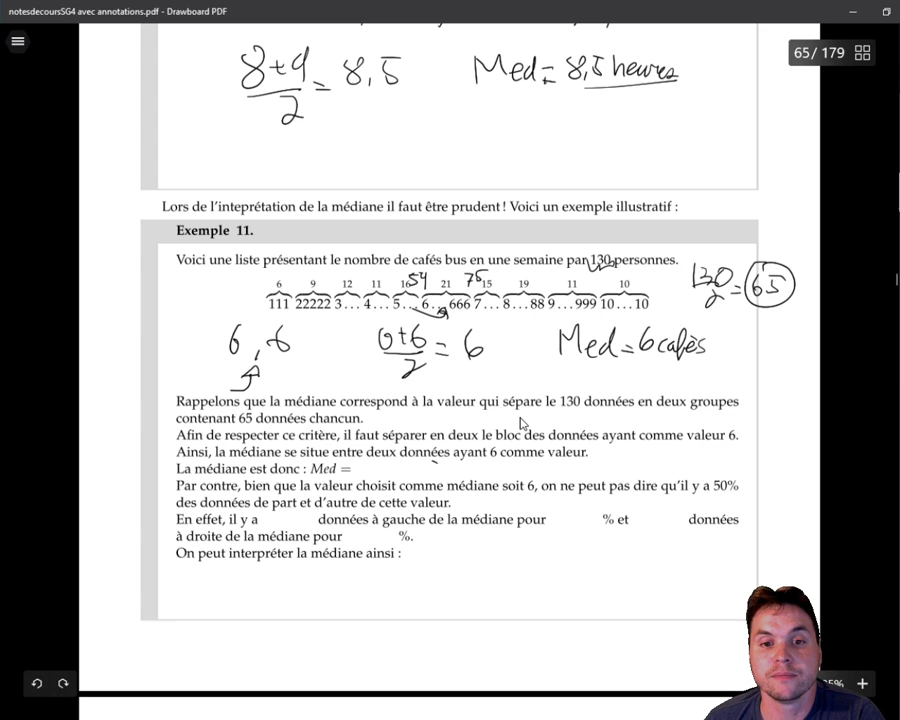 notesdecoursSG4 avec annotations.pdf - Drawboard PDF
65 / 179
8+9
/2 = 8,5 Med = 8,5 heures
Lors de l'inteprétation de la médiane il faut être prudent ! Voici un exemple illustratif :
Exemple 11.
Voici une liste présentant le nombre de cafés bus en une semaine par 130 personnes.
130/2 = 65
54 75
6 9 12 11 16 21 15 19 11 10
111 22222 3…4…5…6…666 7…8…88 9…999 10…10
6,6 6+6/2 = 6 Med = 6 cafés
Rappelons que la médiane correspond à la valeur qui sépare le 130 données en deux groupes
contenant 65 données chancun.
Afin de respecter ce critère, il faut séparer en deux le bloc des données ayant comme valeur 6.
Ainsi, la médiane se situe entre deux données ayant 6 comme valeur.
La médiane est donc : Med =
Par contre, bien que la valeur choisit comme médiane soit 6, on ne peut pas dire qu'il y a 50%
des données de part et d'autre de cette valeur.
En effet, il y a données à gauche de la médiane pour % et données
à droite de la médiane pour %.
On peut interpréter la médiane ainsi :